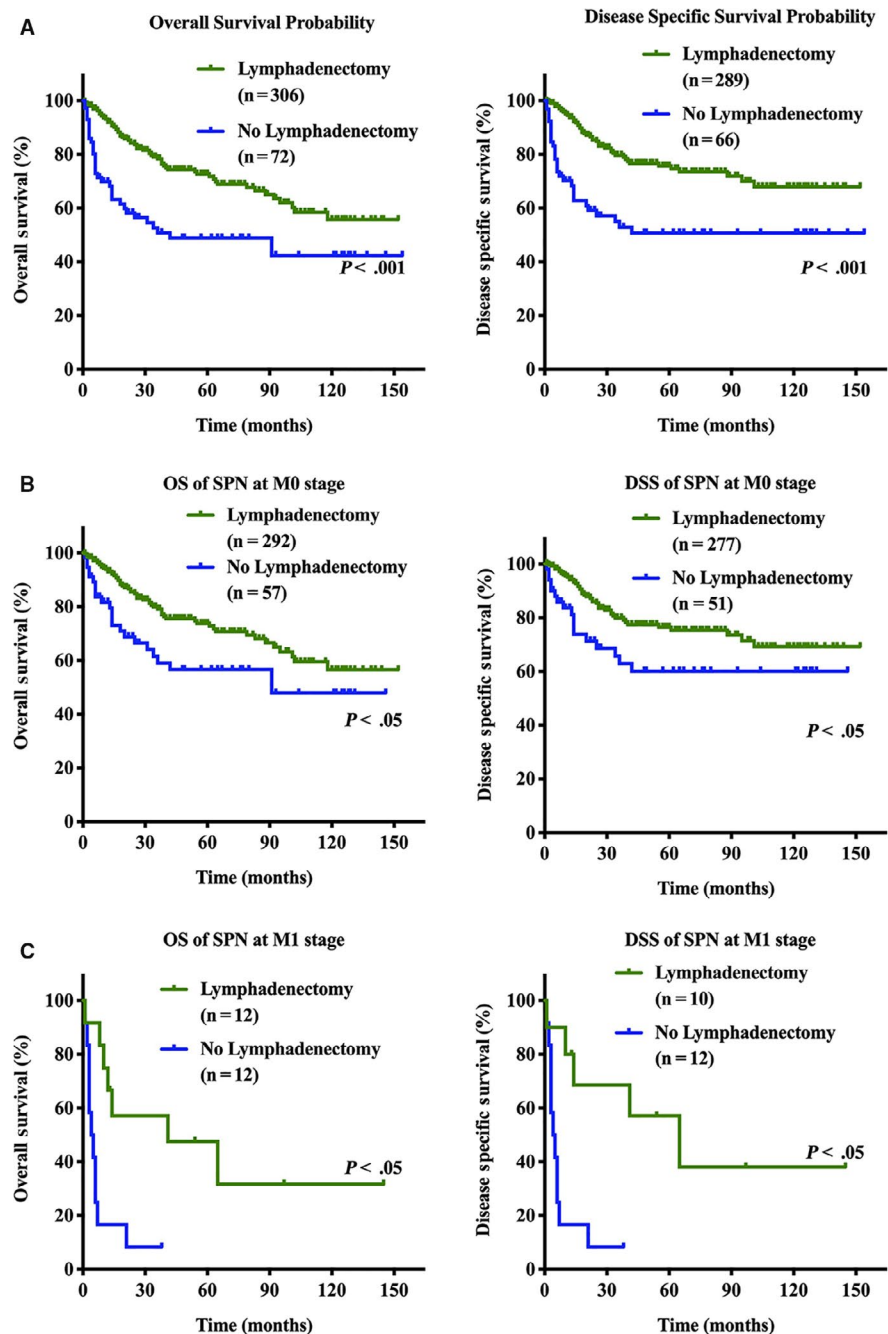 A
Overall Survival Probability
Lymphadenectomy
(n=306)
No Lymphadenectomy
(n=72)
Overall survival (%)
100
80
60
40
20
0
P< .001
0 30 60 90 120 150
Time (months)
Disease Specific Survival Probability
Lymphadenectomy
(n=289)
No Lymphadenectomy
(n=66)
Disease specific survival (%)
100
80
60
40
20
0
P< .001
0 30 60 90 120 150
Time (months)
B
OS of SPN at M0 stage
Lymphadenectomy
(n=292)
No Lymphadenectomy
(n=57)
Overall survival (%)
100
80
60
40
20
0
P< .05
0 30 60 90 120 150
Time (months)
DSS of SPN at M0 stage
Lymphadenectomy
(n=277)
No Lymphadenectomy
(n=51)
Disease specific survival (%)
100
80
60
40
20
0
P< .05
0 30 60 90 120 150
Time (months)
C
OS of SPN at M1 stage
Lymphadenectomy
(n=12)
No Lymphadenectomy
(n=12)
Overall survival (%)
100
80
60
40
20
0
P< .05
0 30 60 90 120 150
Time (months)
DSS of SPN at M1 stage
Lymphadenectomy
(n=10)
No Lymphadenectomy
(n=12)
Disease specific survival (%)
100
80
60
40
20
0
P< .05
0 30 60 90 120 150
Time (months)